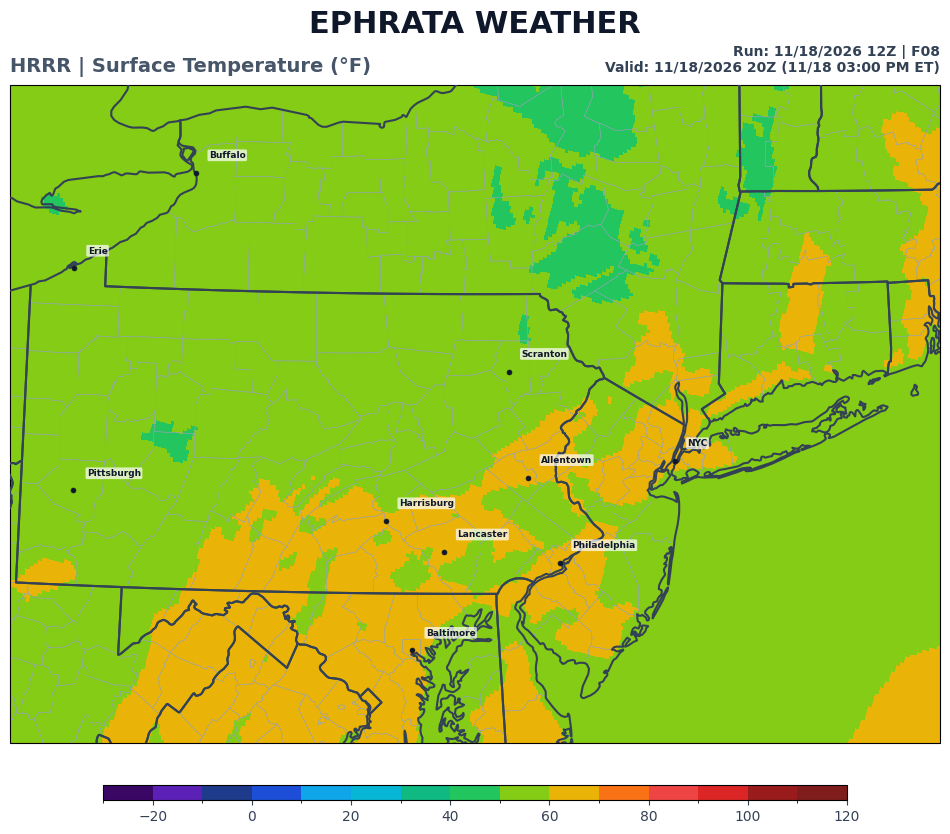 EPHRATA WEATHER
HRRR | Surface Temperature (°F)
Run: 11/18/2026 12Z | F08
Valid: 11/18/2026 20Z (11/18 03:00 PM ET)
Buffalo
Erie
Scranton
NYC
Allentown
Pittsburgh
Harrisburg
Lancaster
Philadelphia
Baltimore
−20 0 20 40 60 80 100 120